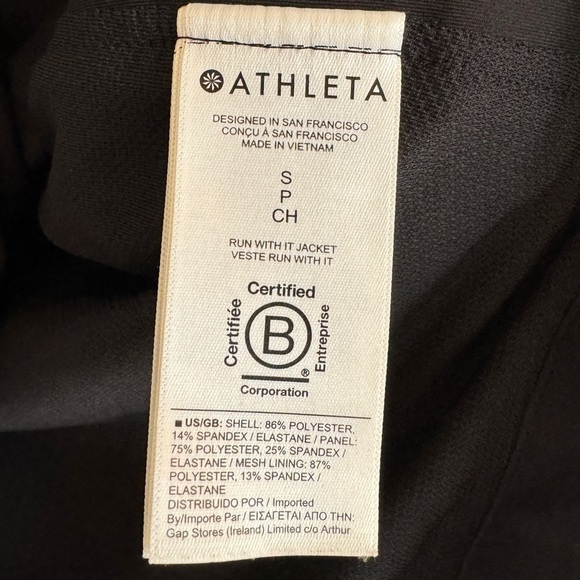 ATHLETA
DESIGNED IN SAN FRANCISCO
CONÇU À SAN FRANCISCO
MADE IN VIETNAM
S
P
CH
RUN WITH IT JACKET
VESTE RUN WITH IT
Certified
Certifiée
B
Entreprise
®
Corporation
■ US/GB: SHELL: 86% POLYESTER,
14% SPANDEX / ELASTANE / PANEL:
75% POLYESTER, 25% SPANDEX /
ELASTANE / MESH LINING: 87%
POLYESTER, 13% SPANDEX /
ELASTANE
DISTRIBUIDO POR / Imported
By/Importe Par / ΕΙΣΑΓΕΤΑΙ ΑΠΟ ΤΗΝ:
Gap Stores (Ireland) Limited c/o Arthur